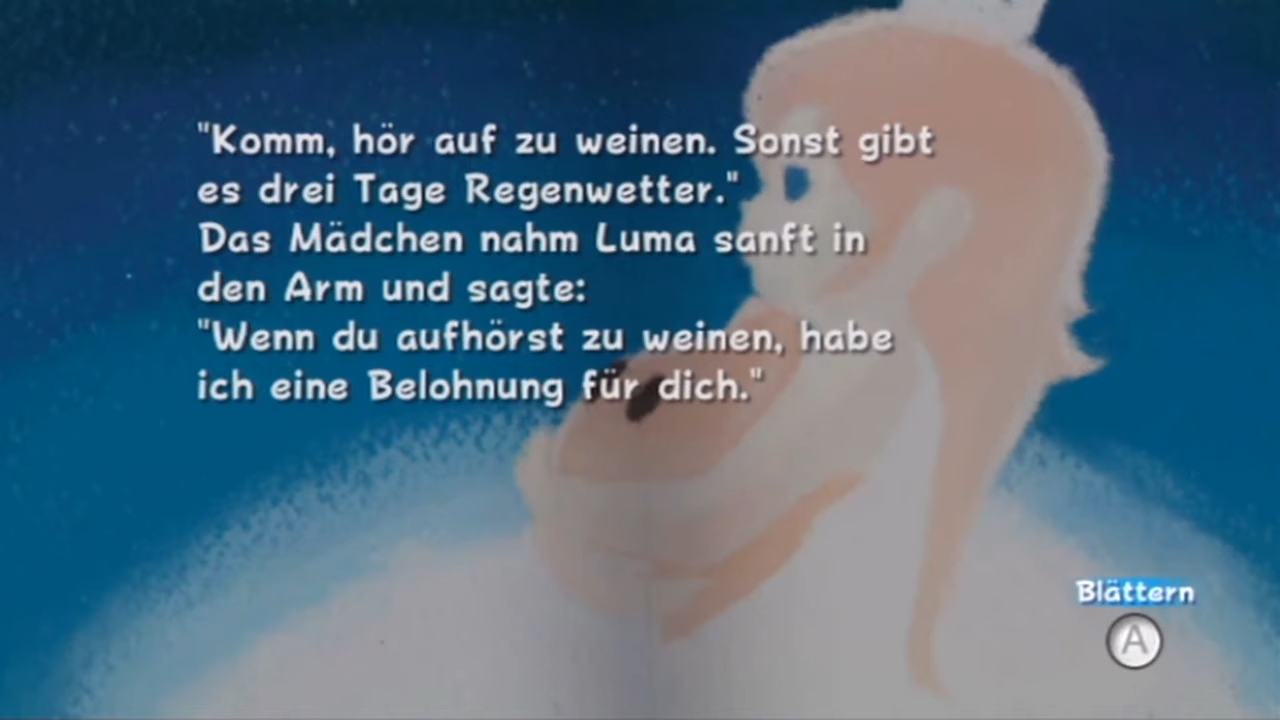 "Komm, hör auf zu weinen. Sonst gibt
es drei Tage Regenwetter."
Das Mädchen nahm Luma sanft in
den Arm und sagte:
"Wenn du aufhörst zu weinen, habe
ich eine Belohnung für dich."
Blättern
A